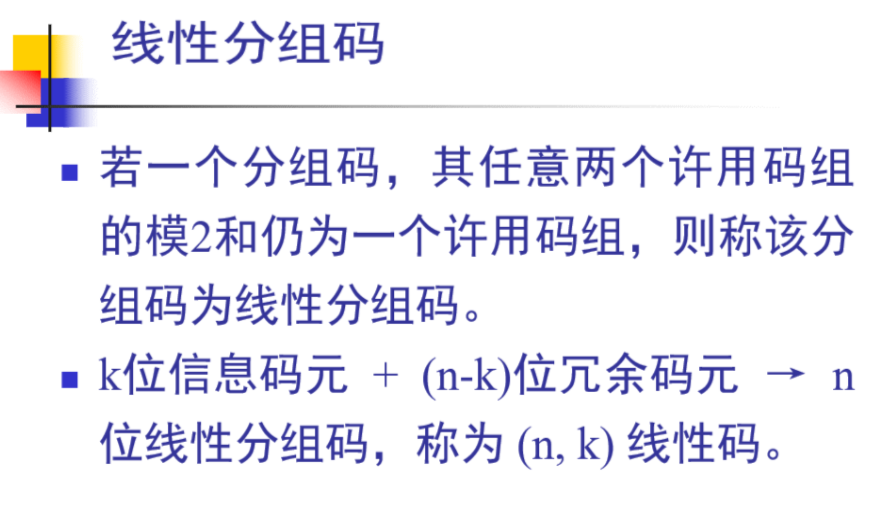 线性分组码
若一个分组码，其任意两个许用码组
的模2和仍为一个许用码组，则称该分
组码为线性分组码。
k位信息码元 + (n-k)位冗余码元 → n
位线性分组码，称为 (n, k) 线性码。